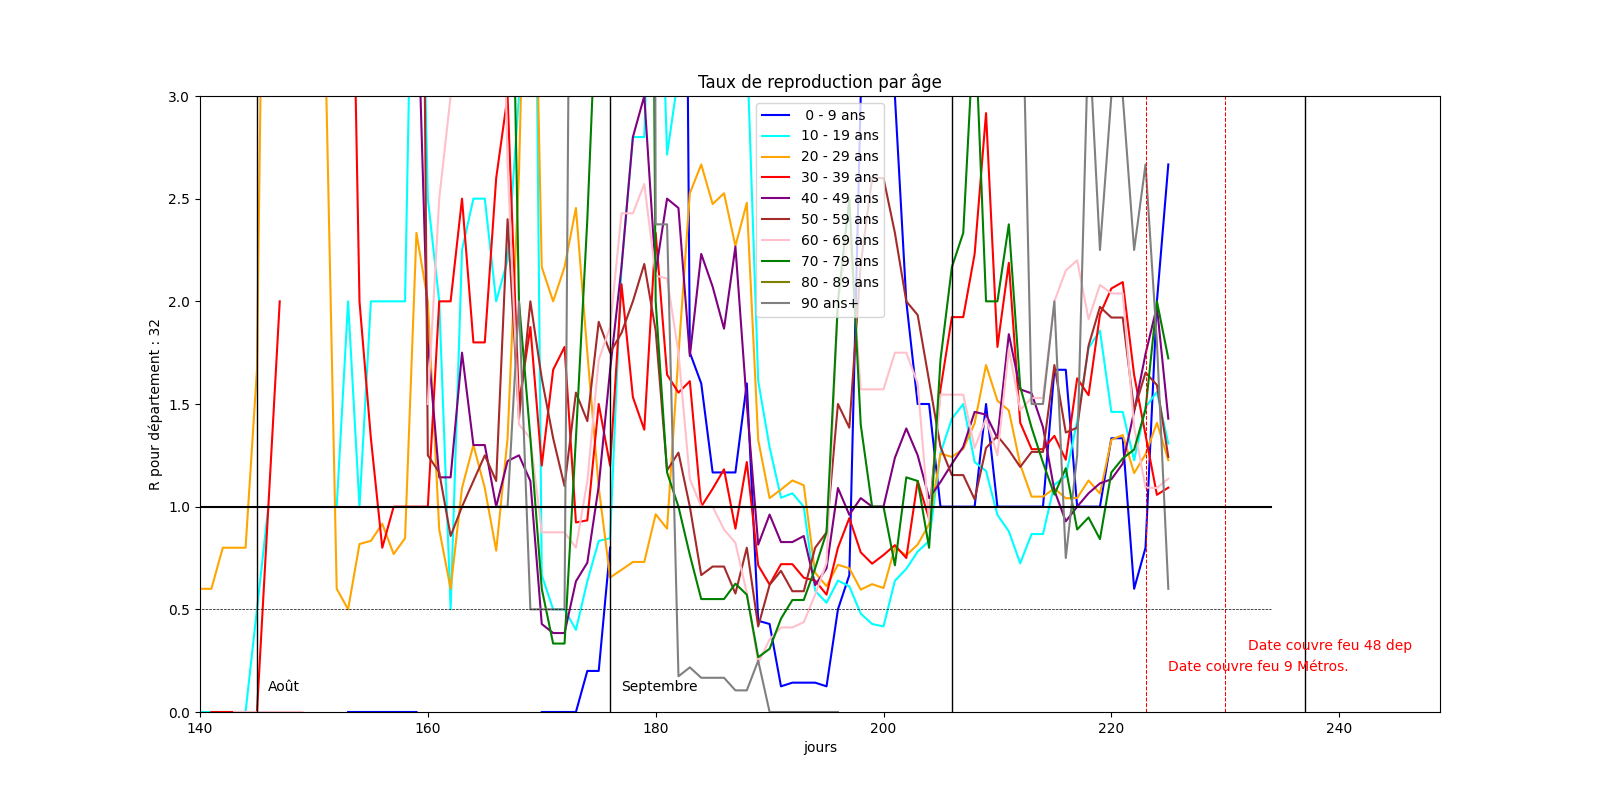 Taux de reproduction par âge
R pour département : 32
3.0
2.5
2.0
1.5
1.0
0.5
0.0
0 - 9 ans
10 - 19 ans
20 - 29 ans
30 - 39 ans
40 - 49 ans
50 - 59 ans
60 - 69 ans
70 - 79 ans
80 - 89 ans
90 ans+
Date couvre feu 48 dep
Date couvre feu 9 Métros.
Août
Septembre
140 160 180 200 220 240
jours